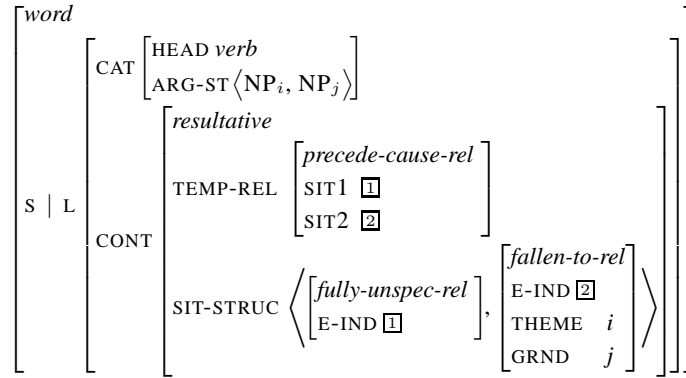 word
CAT HEAD verb
ARG-ST ⟨NPi, NPj⟩
S | L
CONT resultative
TEMP-REL precede-cause-rel
SIT1 1
SIT2 2
SIT-STRUC ⟨ fully-unspec-rel
E-IND 1 ,
fallen-to-rel
E-IND 2
THEME i
GRND j ⟩